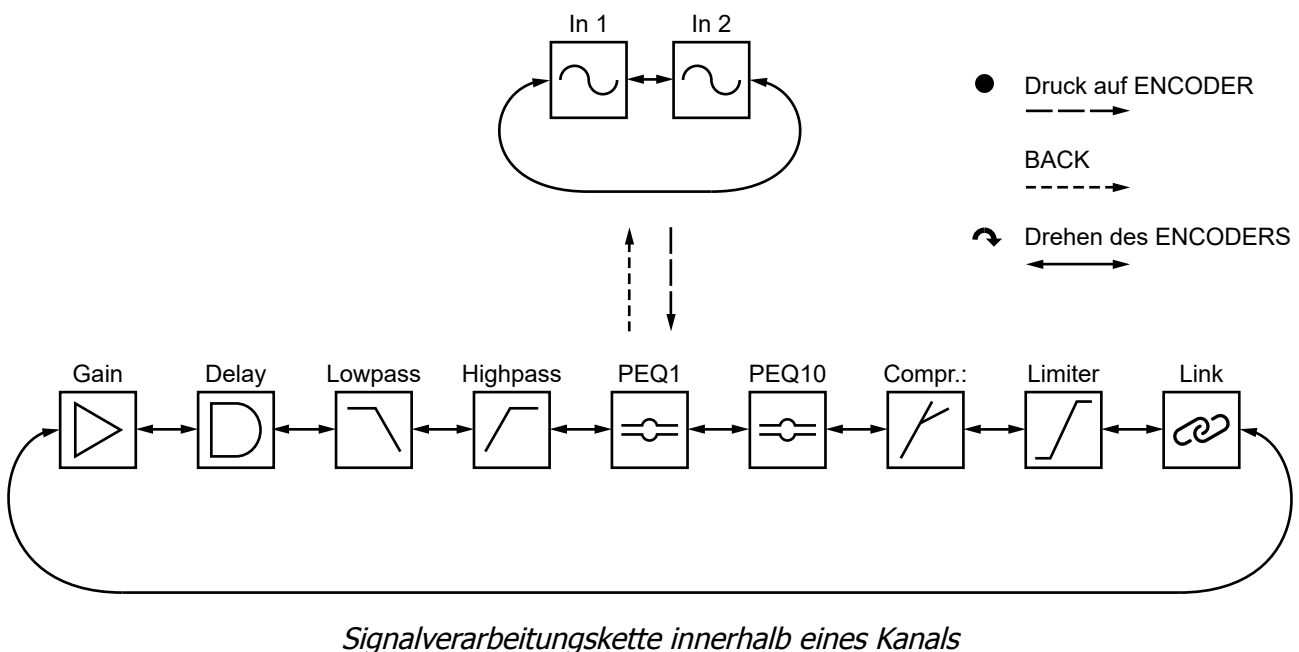 In 1
In 2
Druck auf ENCODER
BACK
Drehen des ENCODERS
Gain
Delay
Lowpass
Highpass
PEQ1
PEQ10
Compr.:
Limiter
Link
Signalverarbeitungskette innerhalb eines Kanals